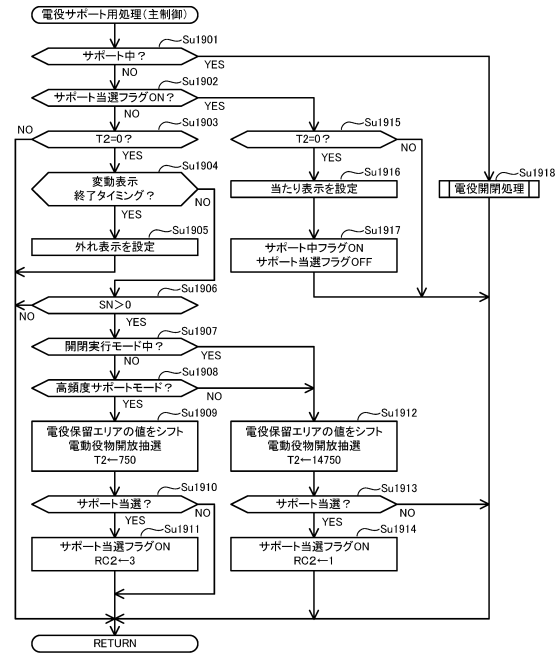 電役サポート用処理(主制御)
Su1901
サポート中?
YES
NO
Su1902
サポート当選フラグON?
YES
NO
Su1903
NO
T2=0?
YES
Su1904
変動表示
終了タイミング?
NO
YES
Su1905
外れ表示を設定
Su1915
T2=0?
NO
YES
Su1916
当たり表示を設定
Su1917
サポート中フラグON
サポート当選フラグOFF
Su1918
電役開閉処理
Su1906
SN>0
NO
YES
Su1907
開閉実行モード中?
YES
NO
Su1908
高頻度サポートモード?
NO
YES
Su1909
電役保留エリアの値をシフト
電動役物開放抽選
T2←750
Su1910
サポート当選?
NO
YES
Su1911
サポート当選フラグON
RC2←3
Su1912
電役保留エリアの値をシフト
電動役物開放抽選
T2←14750
Su1913
サポート当選?
NO
YES
Su1914
サポート当選フラグON
RC2←1
RETURN